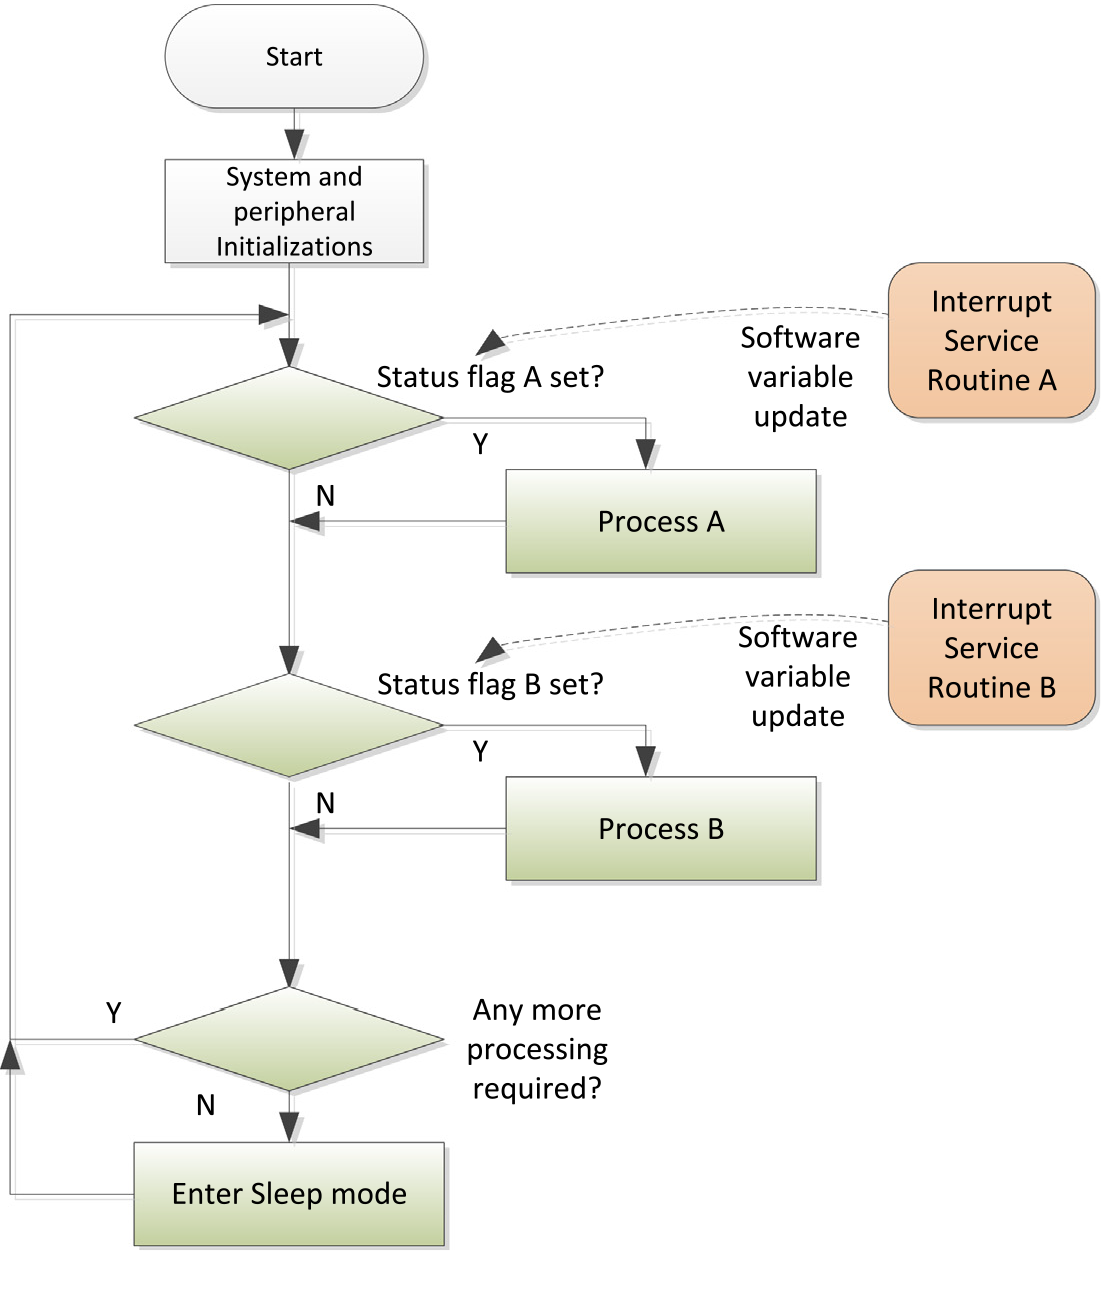 Start
System and
peripheral
Initializations
Interrupt
Service
Routine A
Software
variable
update
Status flag A set?
Y
N
Process A
Interrupt
Service
Routine B
Software
variable
update
Status flag B set?
Y
N
Process B
Any more
processing
required?
Y
N
Enter Sleep mode